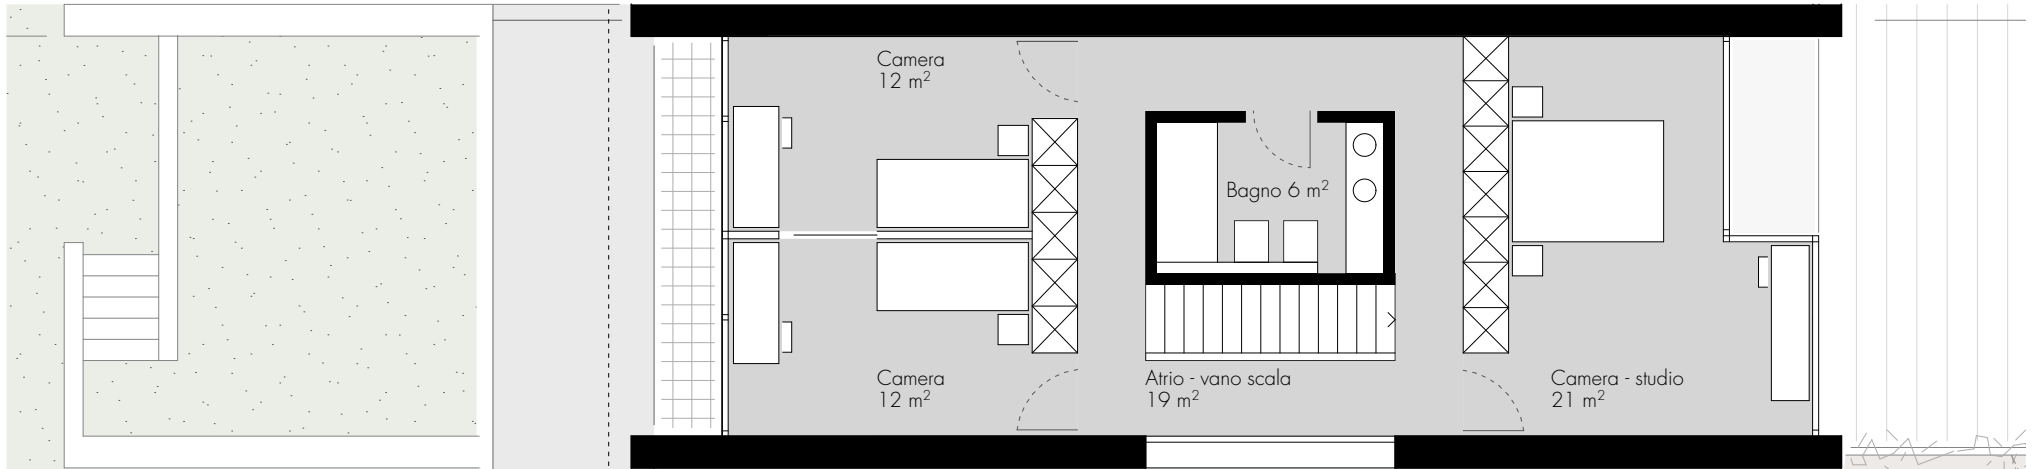 Camera
12 m²
Bagno 6 m²
Camera
12 m²
Atrio - vano scala
19 m²
Camera - studio
21 m²